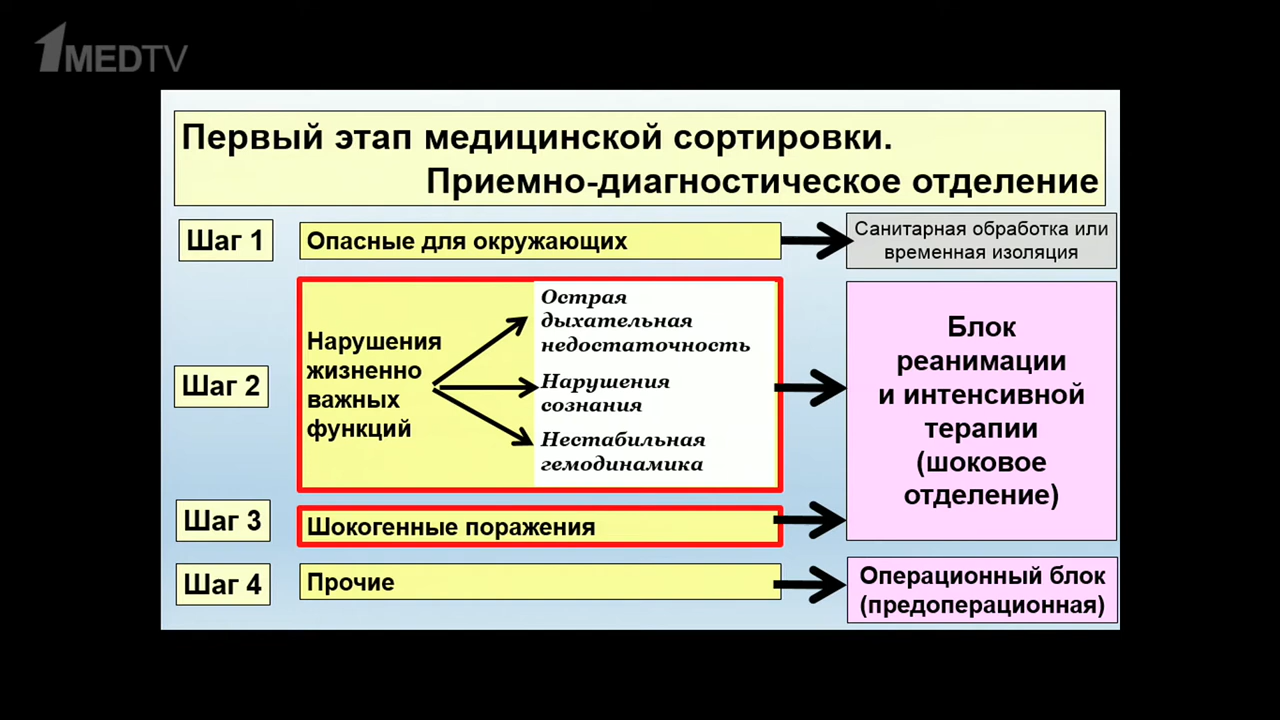 1MEDTV
Первый этап медицинской сортировки.
Приемно-диагностическое отделение
Шаг 1
Опасные для окружающих
Санитарная обработка или
временная изоляция
Шаг 2
Нарушения
жизненно
важных
функций
Острая
дыхательная
недостаточность
Нарушения
сознания
Нестабильная
гемодинамика
Блок
реанимации
и интенсивной
терапии
(шоковое
отделение)
Шаг 3
Шокогенные поражения
Шаг 4
Прочие
Операционный блок
(предоперационная)